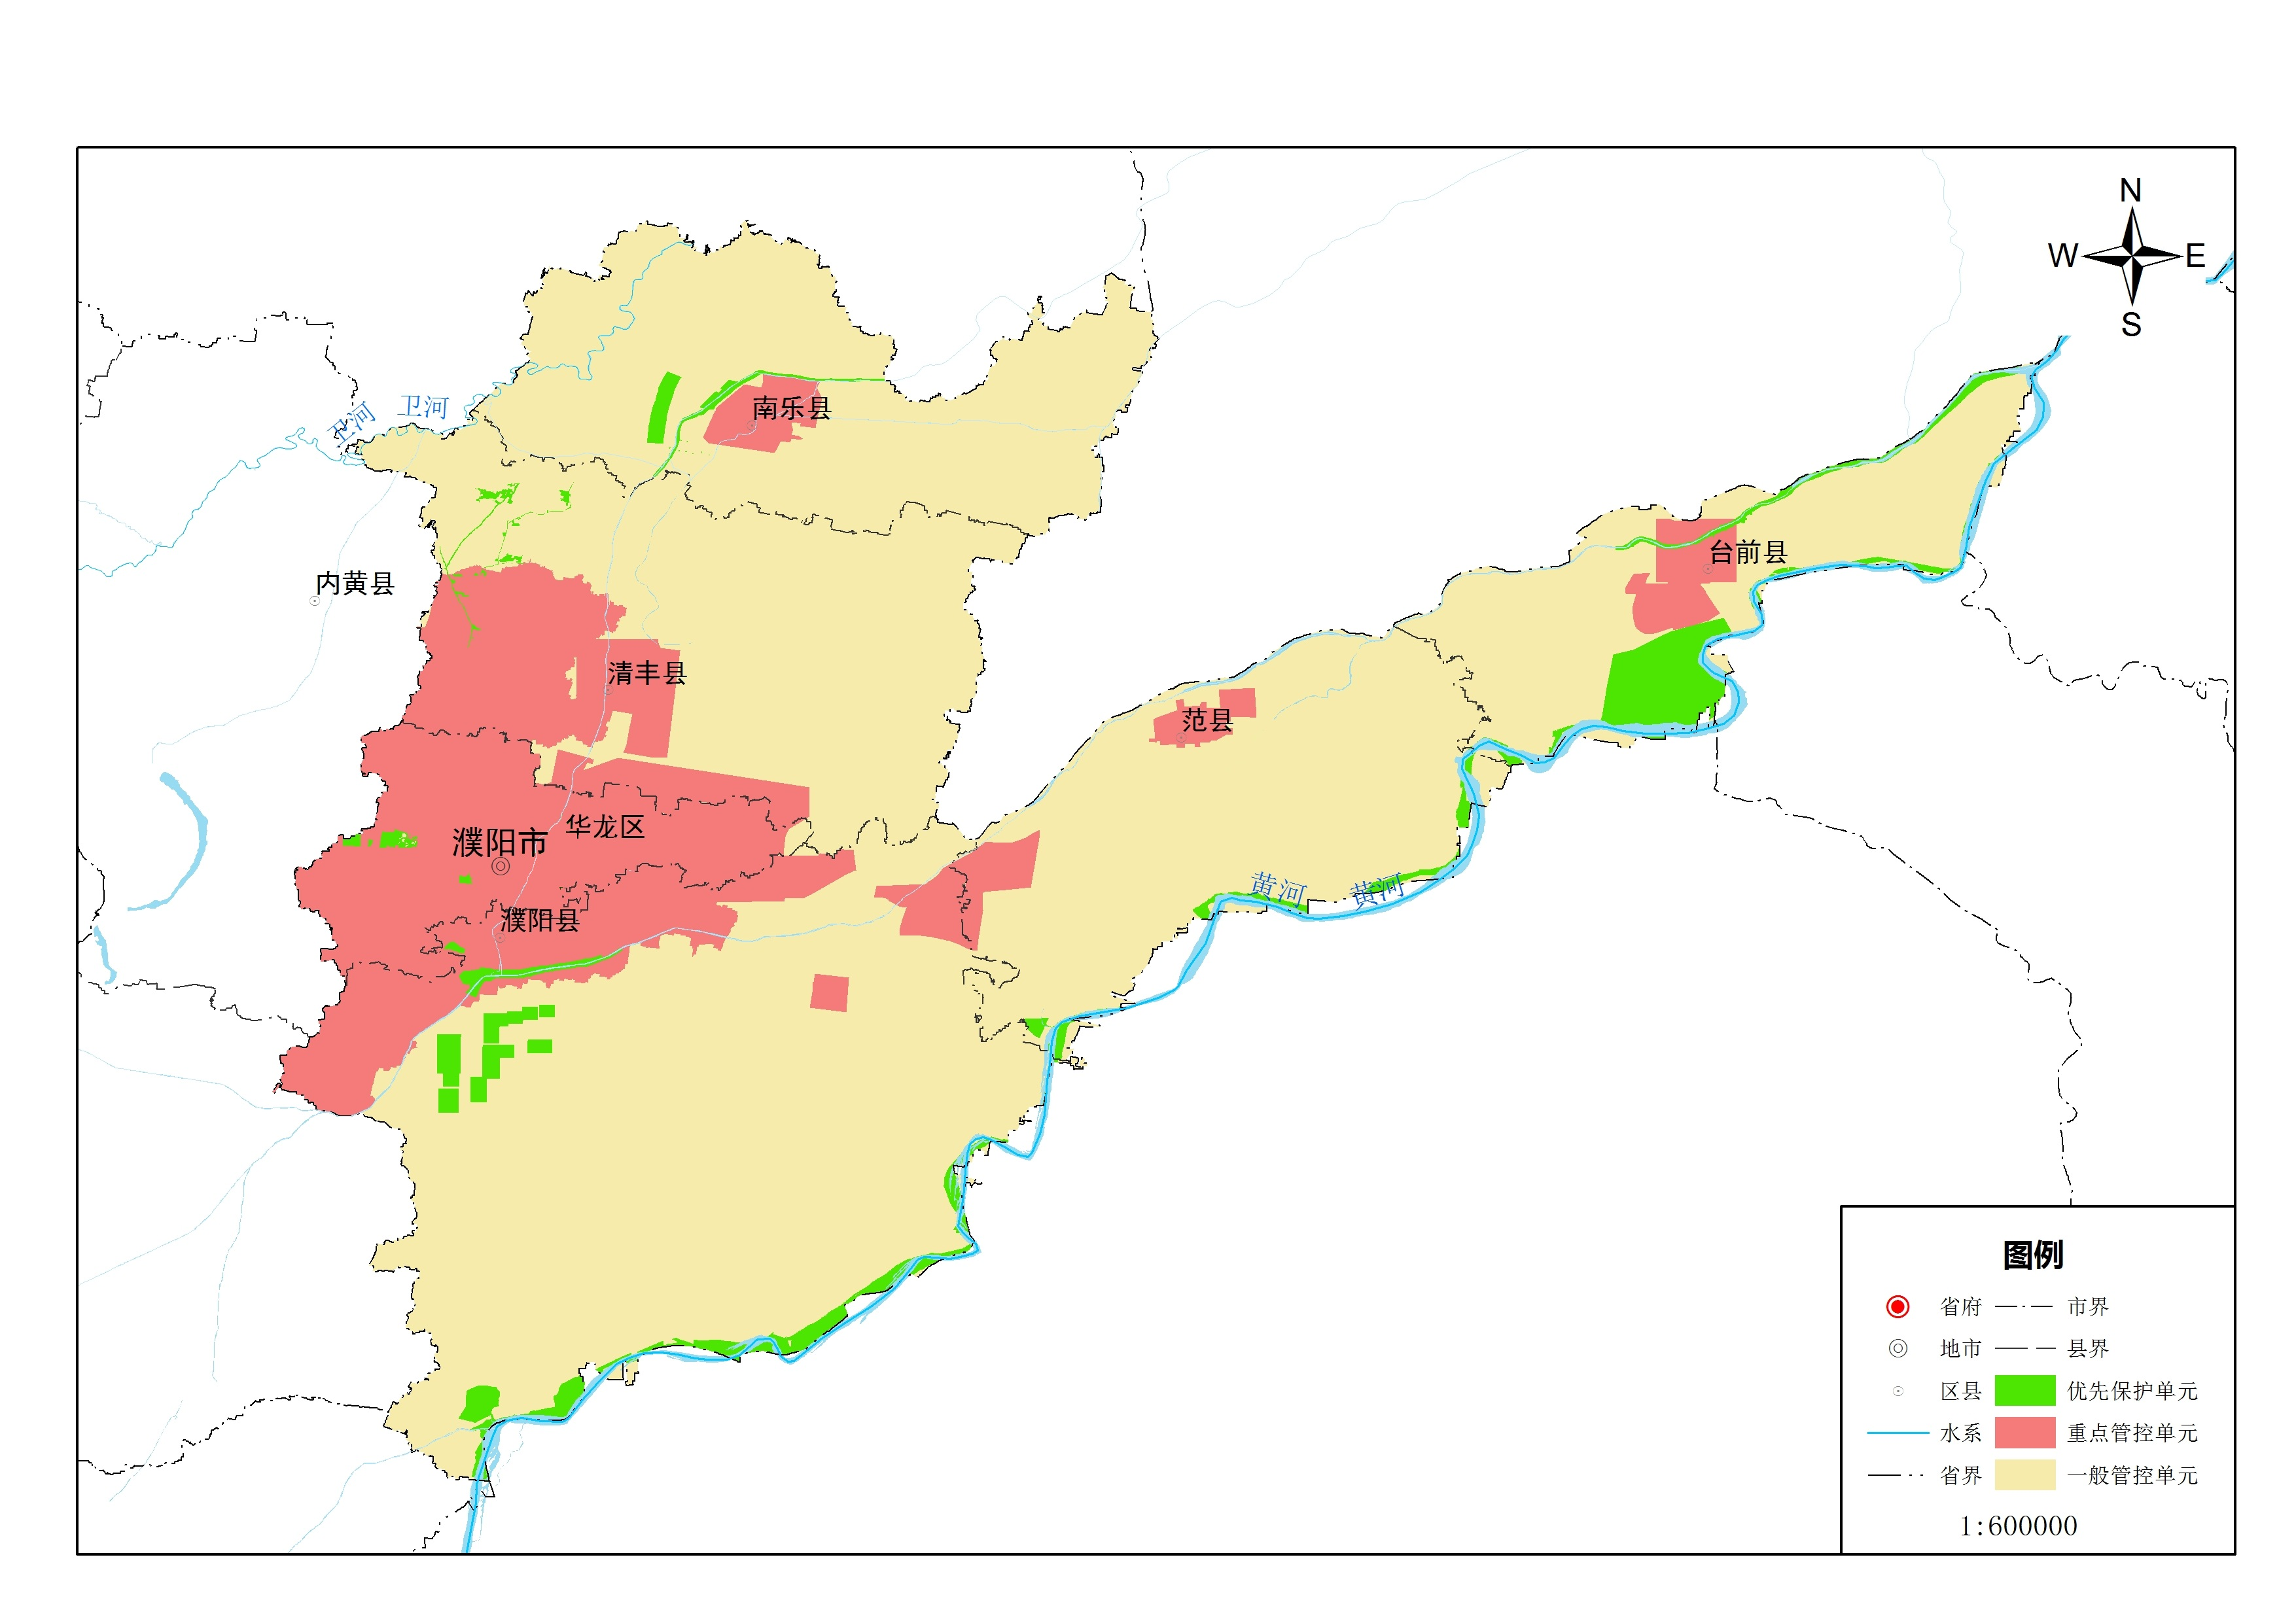 N
W E
S
卫河
卫河
南乐县
台前县
内黄县
清丰县
范县
濮阳市
华龙区
黄河
黄河
濮阳县
图例
省府 市界
地市 县界
区县 优先保护单元
水系 重点管控单元
省界 一般管控单元
1:600000